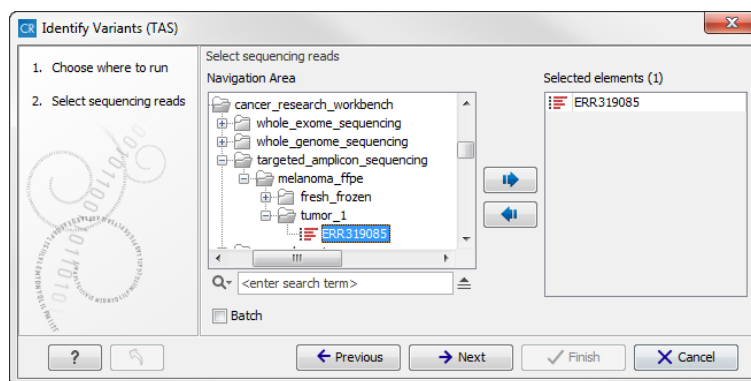 CR Identify Variants (TAS)
1. Choose where to run
2. Select sequencing reads
Select sequencing reads
Navigation Area
cancer_research_workbench
whole_exome_sequencing
whole_genome_sequencing
targeted_amplicon_sequencing
melanoma_ffpe
fresh_frozen
tumor_1
ERR319085
<enter search term>
Batch
Selected elements (1)
ERR319085
?
Previous
Next
Finish
Cancel